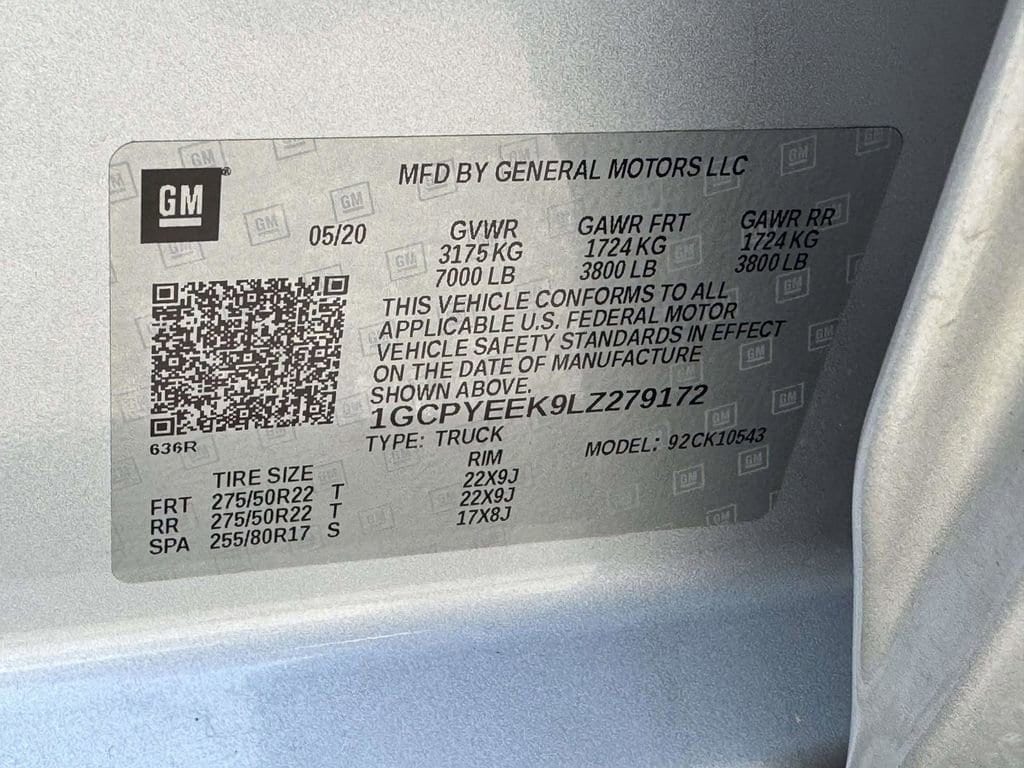 GM®
MFD BY GENERAL MOTORS LLC
05/20
GVWR
3175 KG
7000 LB
GAWR FRT
1724 KG
3800 LB
GAWR RR
1724 KG
3800 LB
THIS VEHICLE CONFORMS TO ALL
APPLICABLE U.S. FEDERAL MOTOR
VEHICLE SAFETY STANDARDS IN EFFECT
ON THE DATE OF MANUFACTURE
SHOWN ABOVE.
1GCPYEEK9LZ279172
TYPE: TRUCK
MODEL: 92CK10543
636R
TIRE SIZE RIM
FRT 275/50R22 T 22X9J
RR 275/50R22 T 22X9J
SPA 255/80R17 S 17X8J